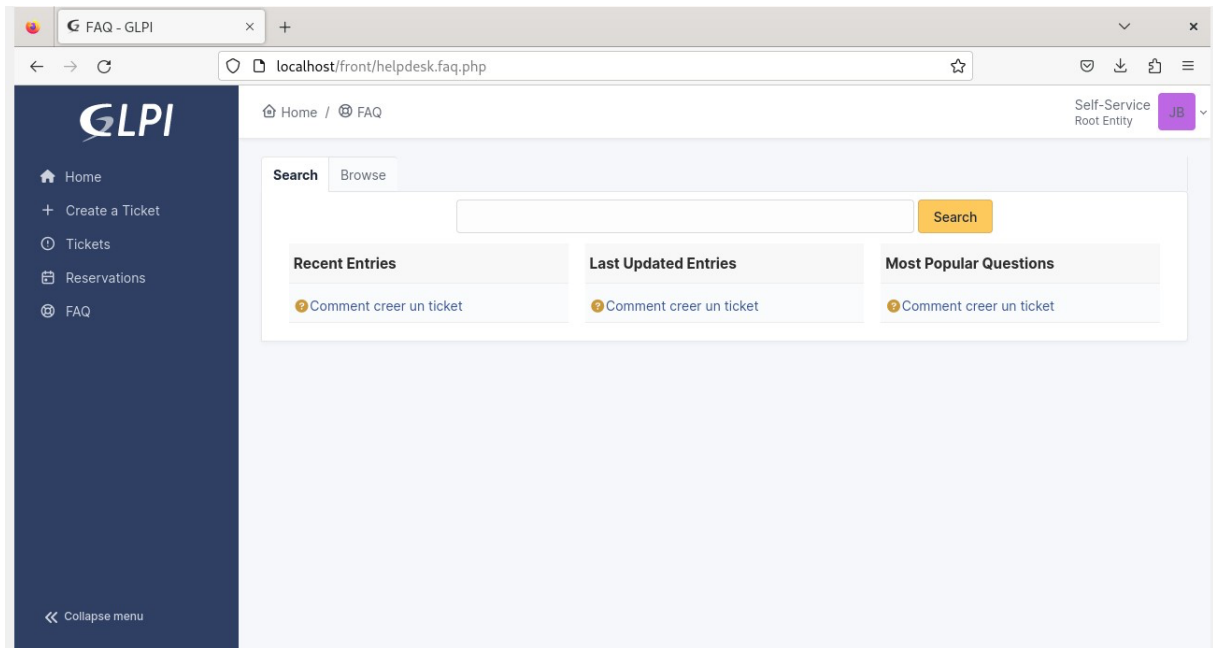 FAQ - GLPI
localhost/front/helpdesk.faq.php
GLPI
Home / FAQ
Self-Service
Root Entity
JB
Home
Create a Ticket
Tickets
Reservations
FAQ
Collapse menu
Search Browse
Search
Recent Entries Last Updated Entries Most Popular Questions
Comment creer un ticket Comment creer un ticket Comment creer un ticket